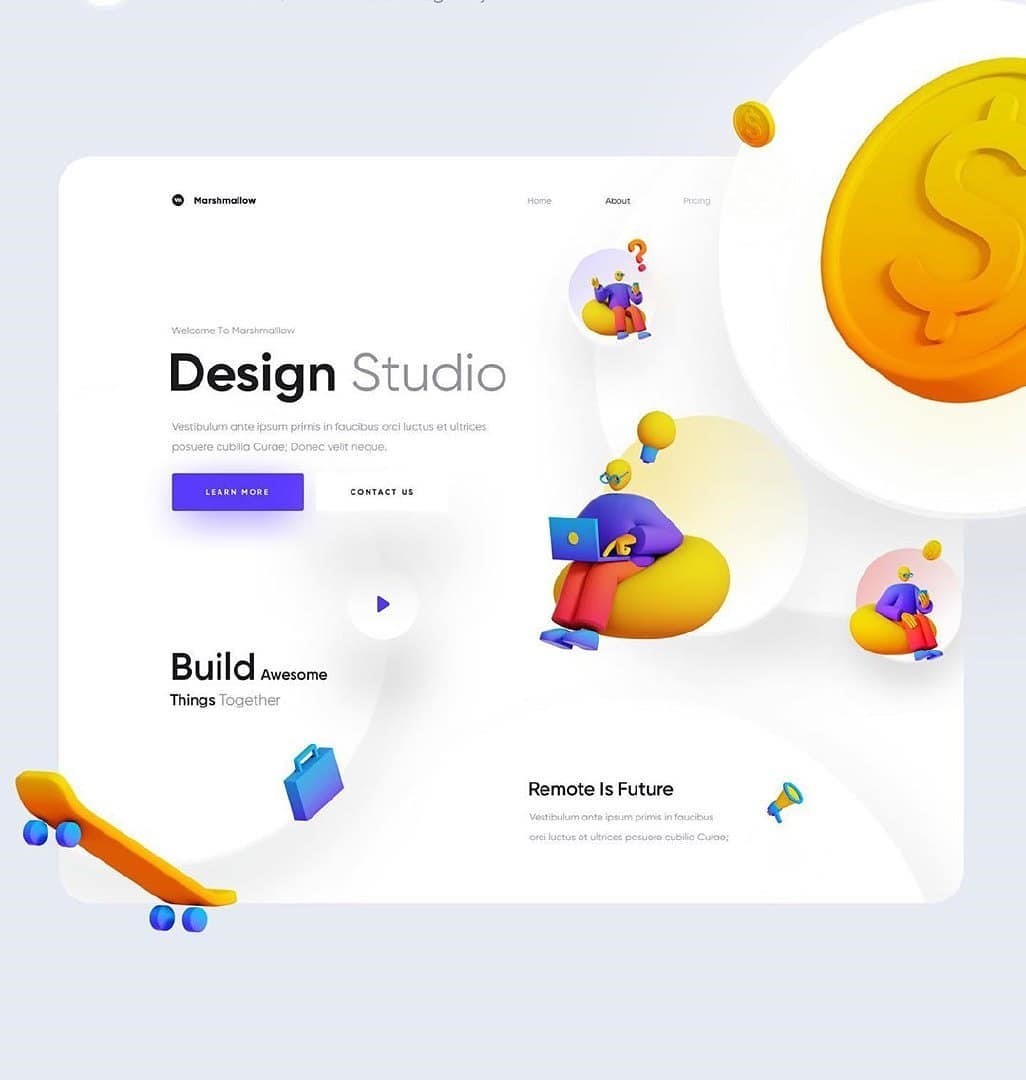 Marshmallow
Home About Pricing
Welcome To Marshmallow
Design Studio
Vestibulum ante ipsum primis in faucibus orci luctus et ultrices
posuere cubilia Curae; Donec velit neque.
LEARN MORE CONTACT US
Build Awesome
Things Together
Remote Is Future
Vestibulum ante ipsum primis in faucibus
orci luctus et ultrices posuere cubilia Curae;
$
$